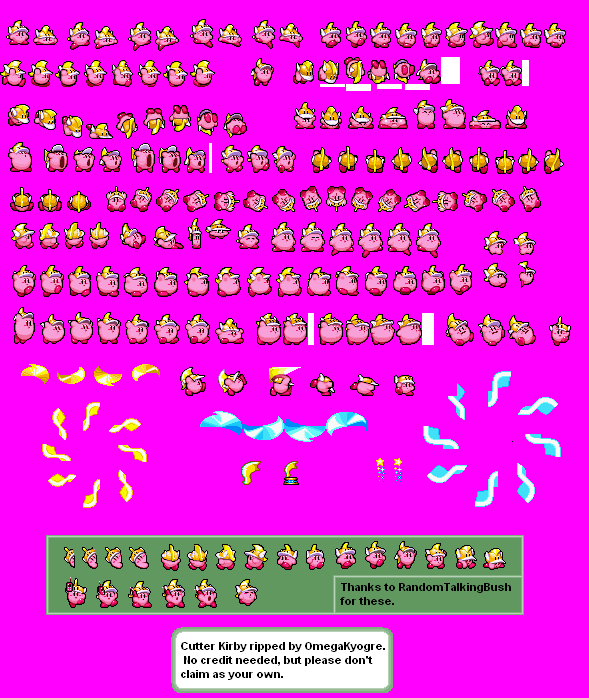 Thanks to RandomTalkingBush
for these.
Cutter Kirby ripped by OmegaKyogre.
No credit needed, but please don't
claim as your own.